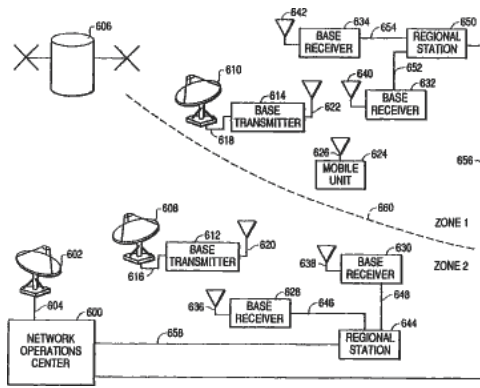 606
642
634
654
650
BASE
RECEIVER
REGIONAL
STATION
610
614
BASE
TRANSMITTER
622
618
640
652
632
BASE
RECEIVER
626
624
MOBILE
UNIT
656
660
ZONE 1
ZONE 2
608
612
BASE
TRANSMITTER
620
616
602
604
600
NETWORK
OPERATIONS
CENTER
638
630
BASE
RECEIVER
636
628
BASE
RECEIVER
646
648
644
REGIONAL
STATION
658